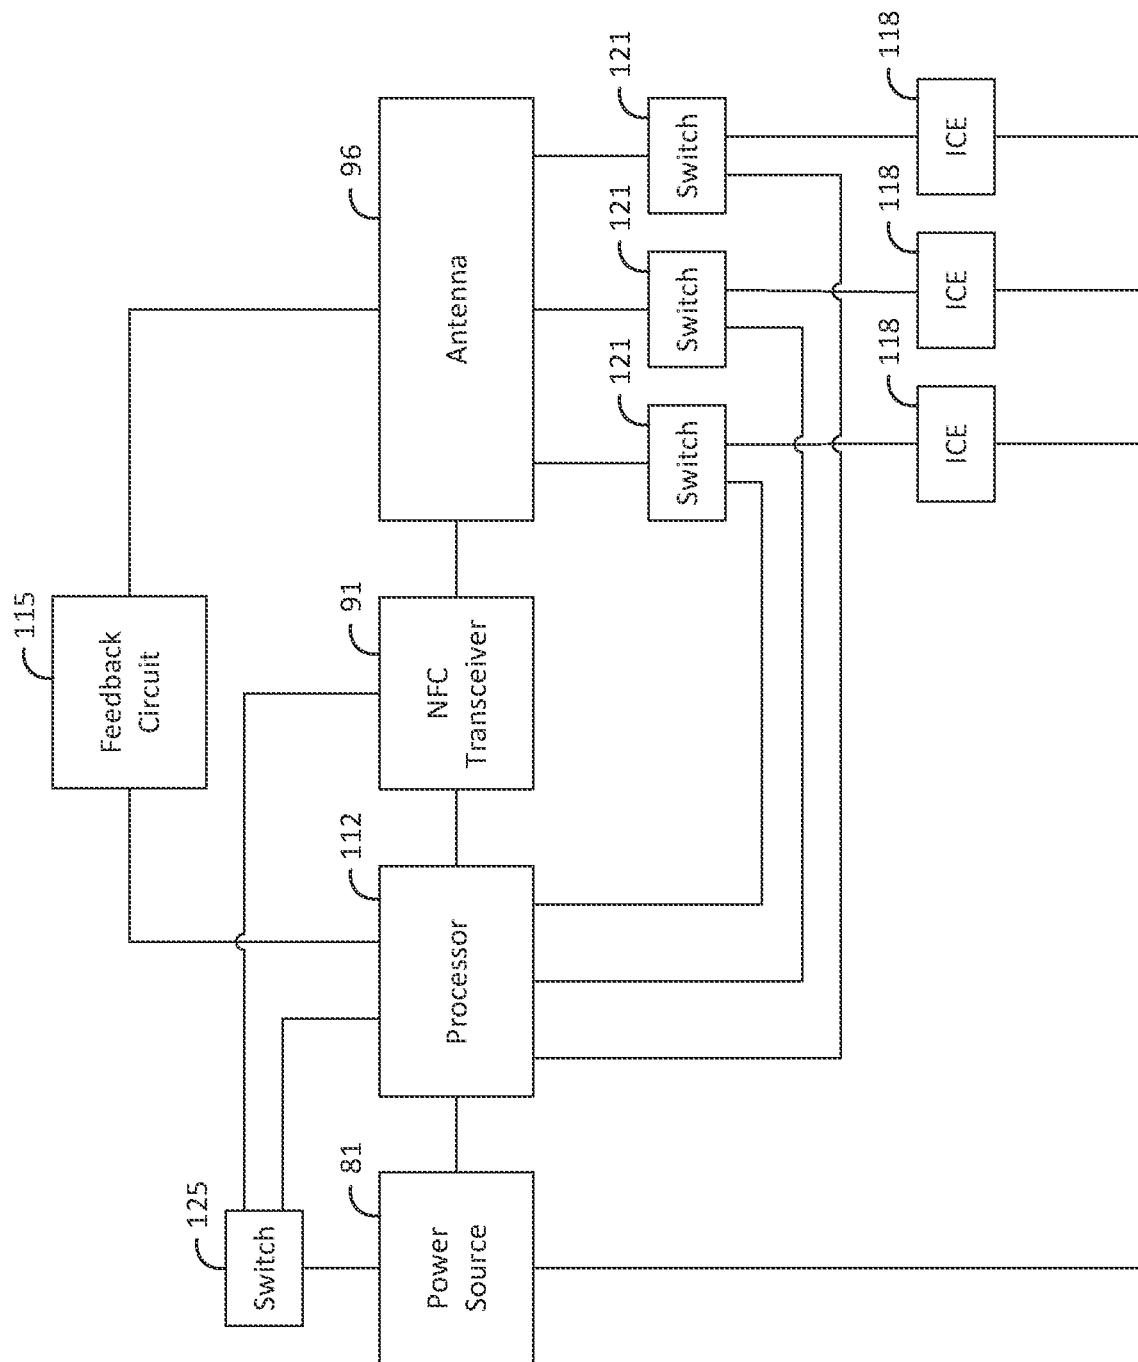 115
Feedback
Circuit
125
Switch
81
Power
Source
112
Processor
91
NFC
Transceiver
96
Antenna
121
Switch
121
Switch
121
Switch
118
ICE
118
ICE
118
ICE